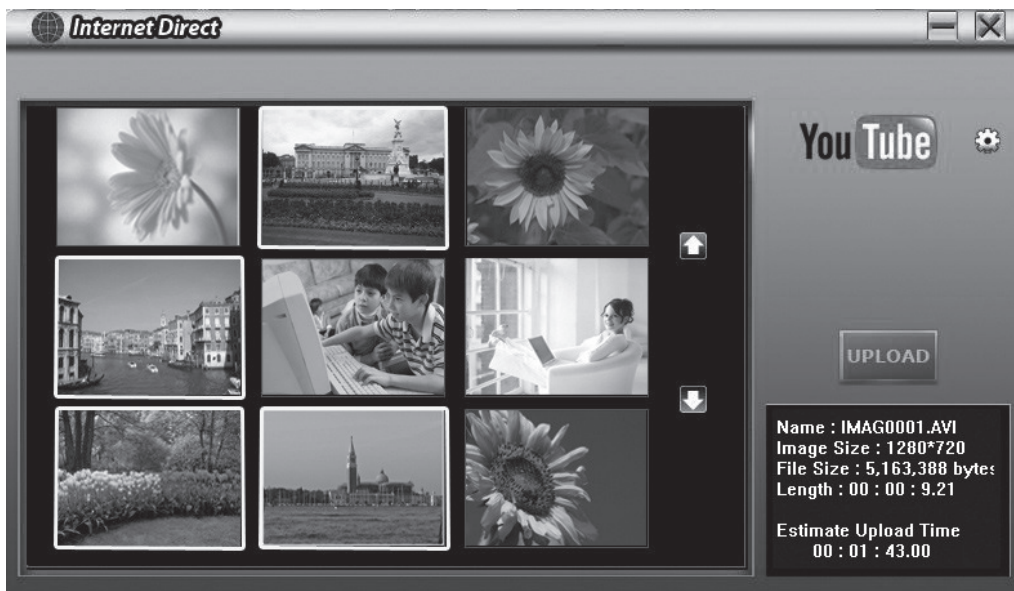 Internet Direct
You Tube
UPLOAD
Name : IMAG0001.AVI
Image Size : 1280*720
File Size : 5,163,388 bytes
Length : 00 : 00 : 9.21
Estimate Upload Time
00 : 01 : 43.00